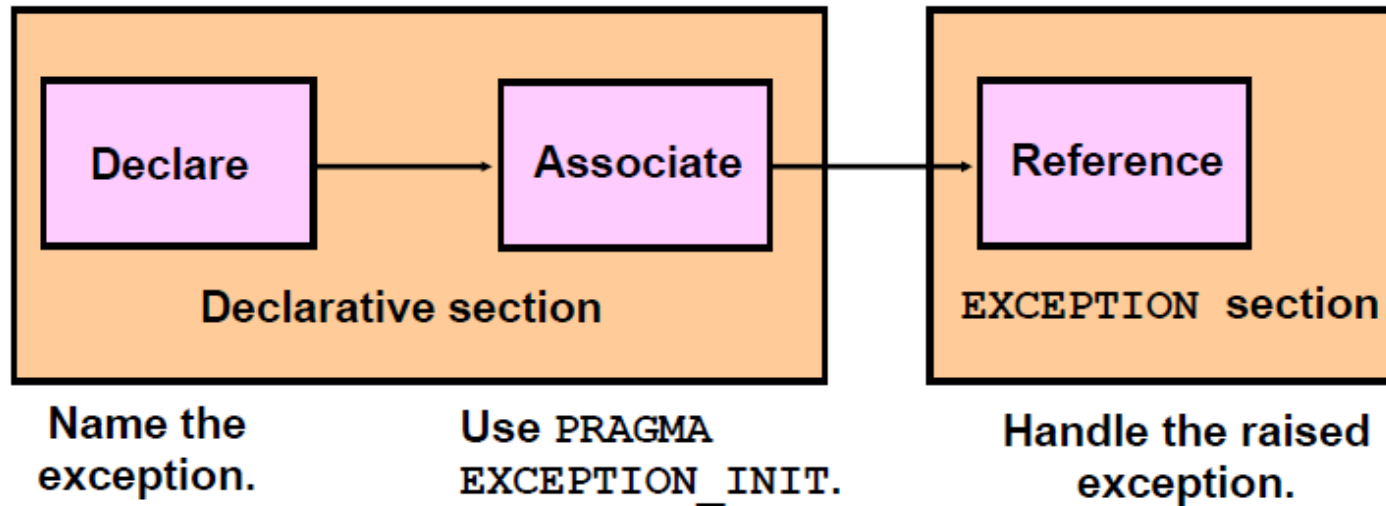 Declare
Associate
Reference
Declarative section
EXCEPTION section
Name the
exception.
Use PRAGMA
EXCEPTION_INIT.
Handle the raised
exception.